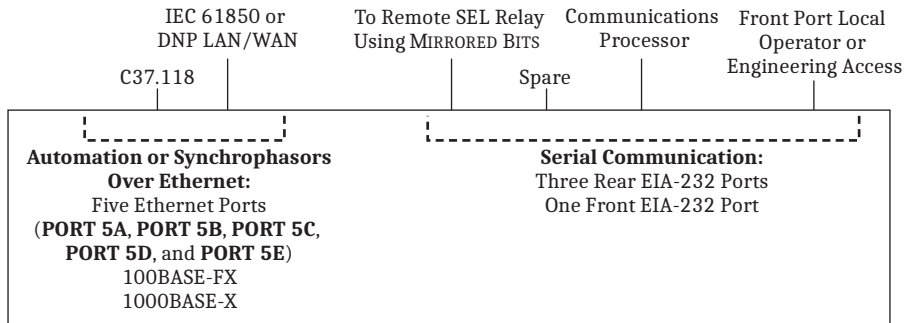 IEC 61850 or
DNP LAN/WAN
To Remote SEL Relay
Using MIRRORED BITS
Communications
Processor
Front Port Local
Operator or
Engineering Access
C37.118
Spare
Automation or Synchrophasors
Over Ethernet:
Five Ethernet Ports
(PORT 5A, PORT 5B, PORT 5C,
PORT 5D, and PORT 5E)
100BASE-FX
1000BASE-X
Serial Communication:
Three Rear EIA-232 Ports
One Front EIA-232 Port